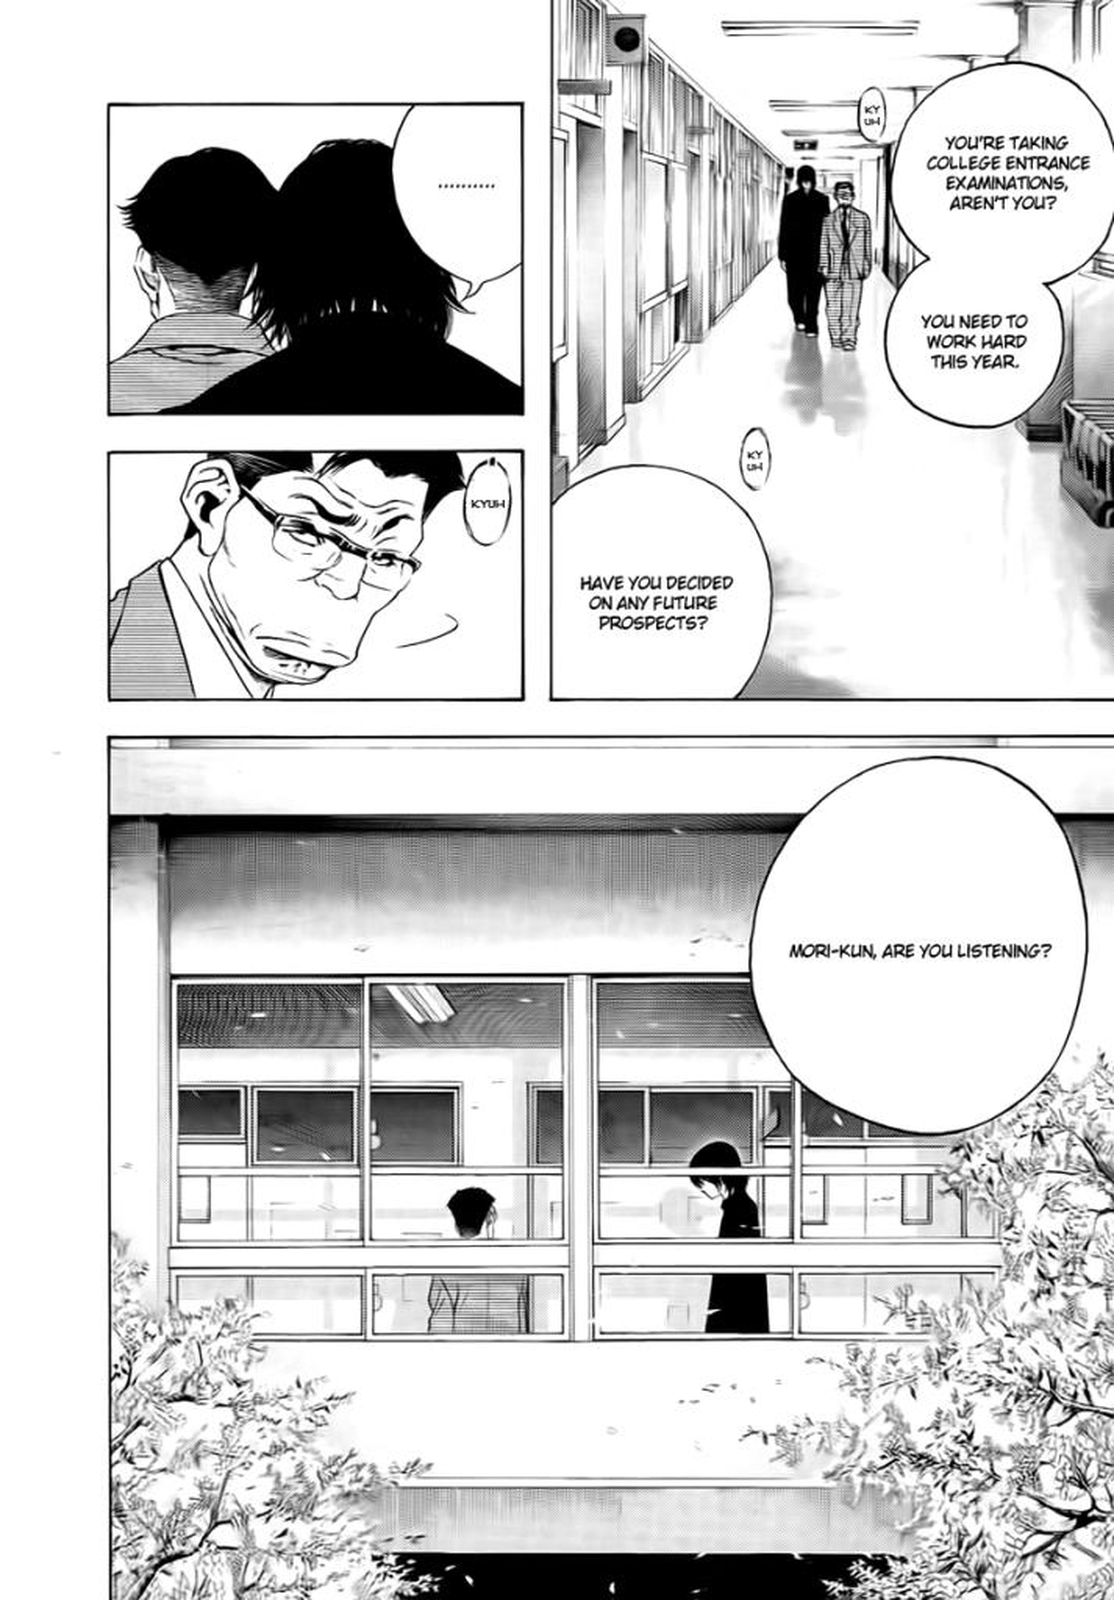 KY
UH
YOU'RE TAKING
COLLEGE ENTRANCE
EXAMINATIONS,
AREN'T YOU?
YOU NEED TO
WORK HARD
THIS YEAR.
KY
UH
HAVE YOU DECIDED
ON ANY FUTURE
PROSPECTS?
..........
KYUH
MORI-KUN, ARE YOU LISTENING?